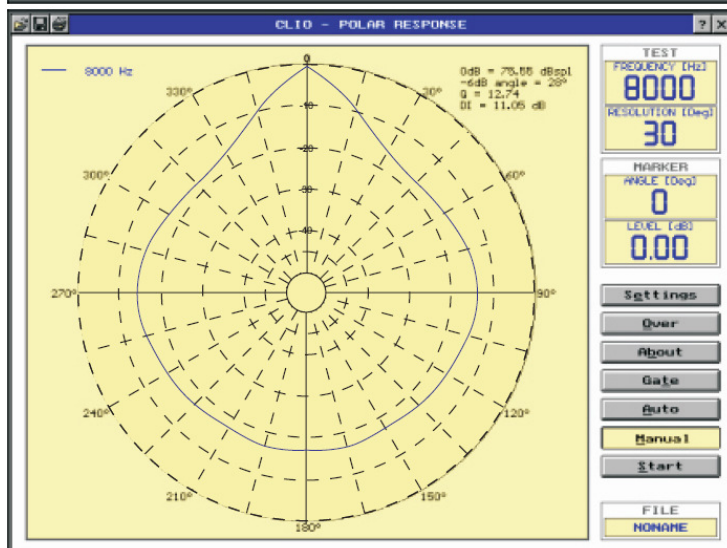 CLIO - POLAR RESPONSE
? X
8000 Hz
0dB = 75.55 dBspl
-6dB angle = 28°
Q = 12.74
DI = 11.05 dB
0
330°
30°
-10
-20
300°
60°
-30
-40
270°
90°
240°
120°
210°
150°
180°
TEST
FREQUENCY [Hz]
8000
RESOLUTION [Deg]
30
MARKER
ANGLE [Deg]
0
LEVEL [dB]
0.00
Settings
Over
About
Gate
Auto
Manual
Start
FILE
NONAME